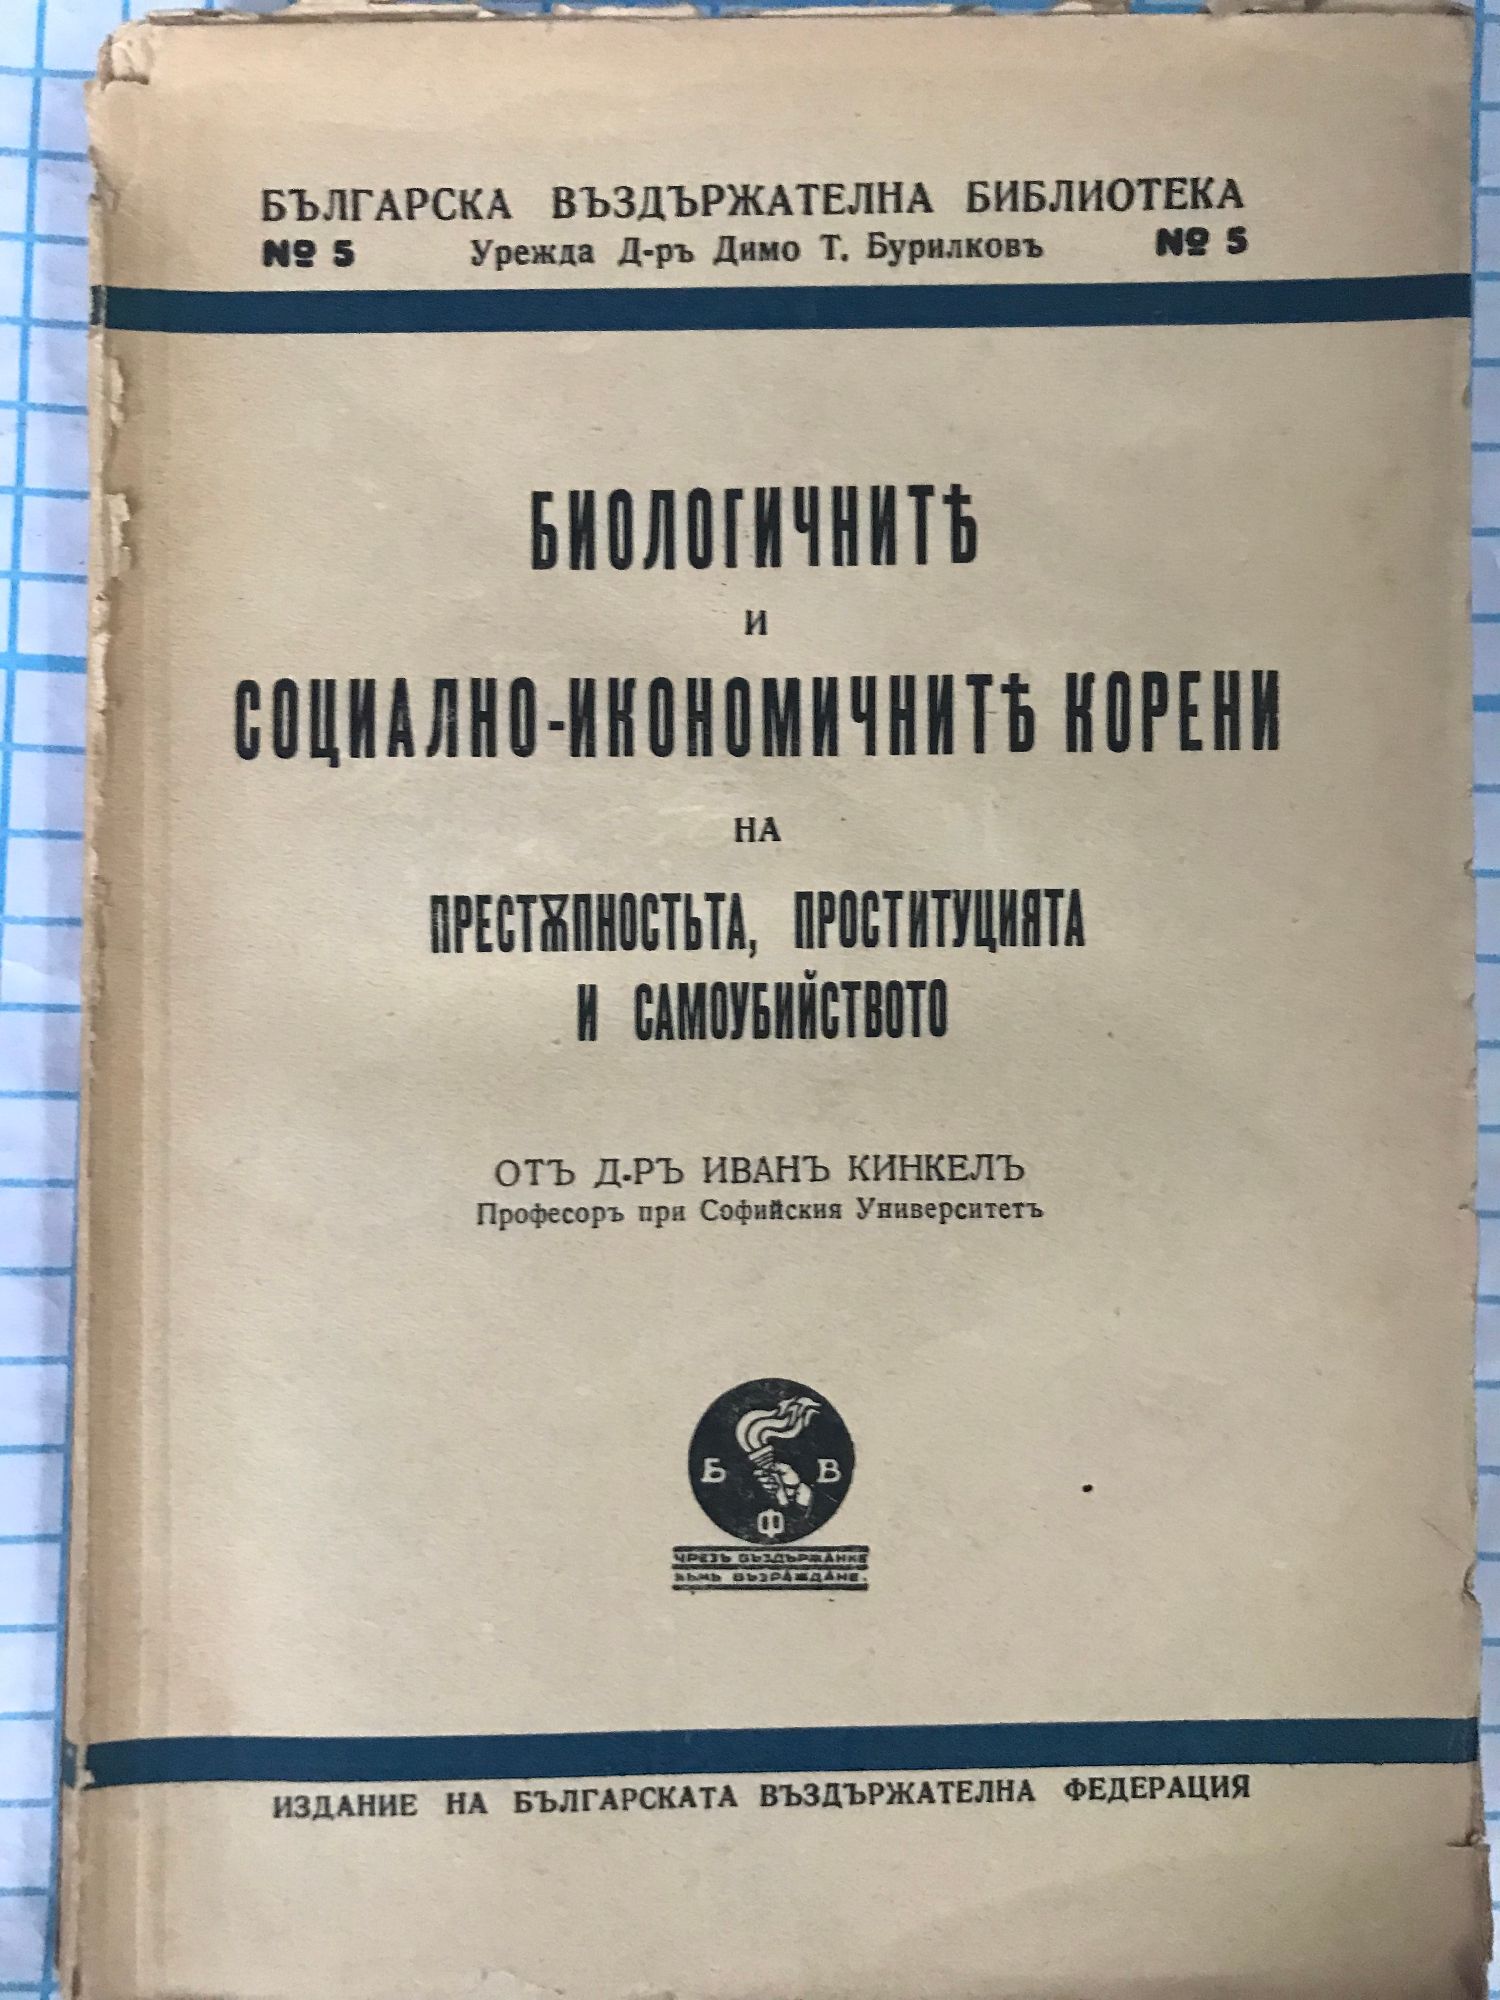 БЪЛГАРСКА ВЪЗДЪРЖАТЕЛНА БИБЛИОТЕКА
№ 5 Урежда Д-ръ Димо Т. Бурилковъ № 5
БИОЛОГИЧНИТѢ
И
СОЦИАЛНО-ИКОНОМИЧНИТѢ КОРЕНИ
НА
ПРЕСТѪПНОСТЬТА, ПРОСТИТУЦИЯТА
И САМОУБИЙСТВОТО
ОТЪ Д-РЪ ИВАНЪ КИНКЕЛЪ
Професоръ при Софийския Университетъ
Б В
Ф
ЧРЕЗЪ ВЪЗДЪРЖАНИЕ
КЪМЪ ВЪЗРАЖДАНЕ.
ИЗДАНИЕ НА БЪЛГАРСКАТА ВЪЗДЪРЖАТЕЛНА ФЕДЕРАЦИЯ